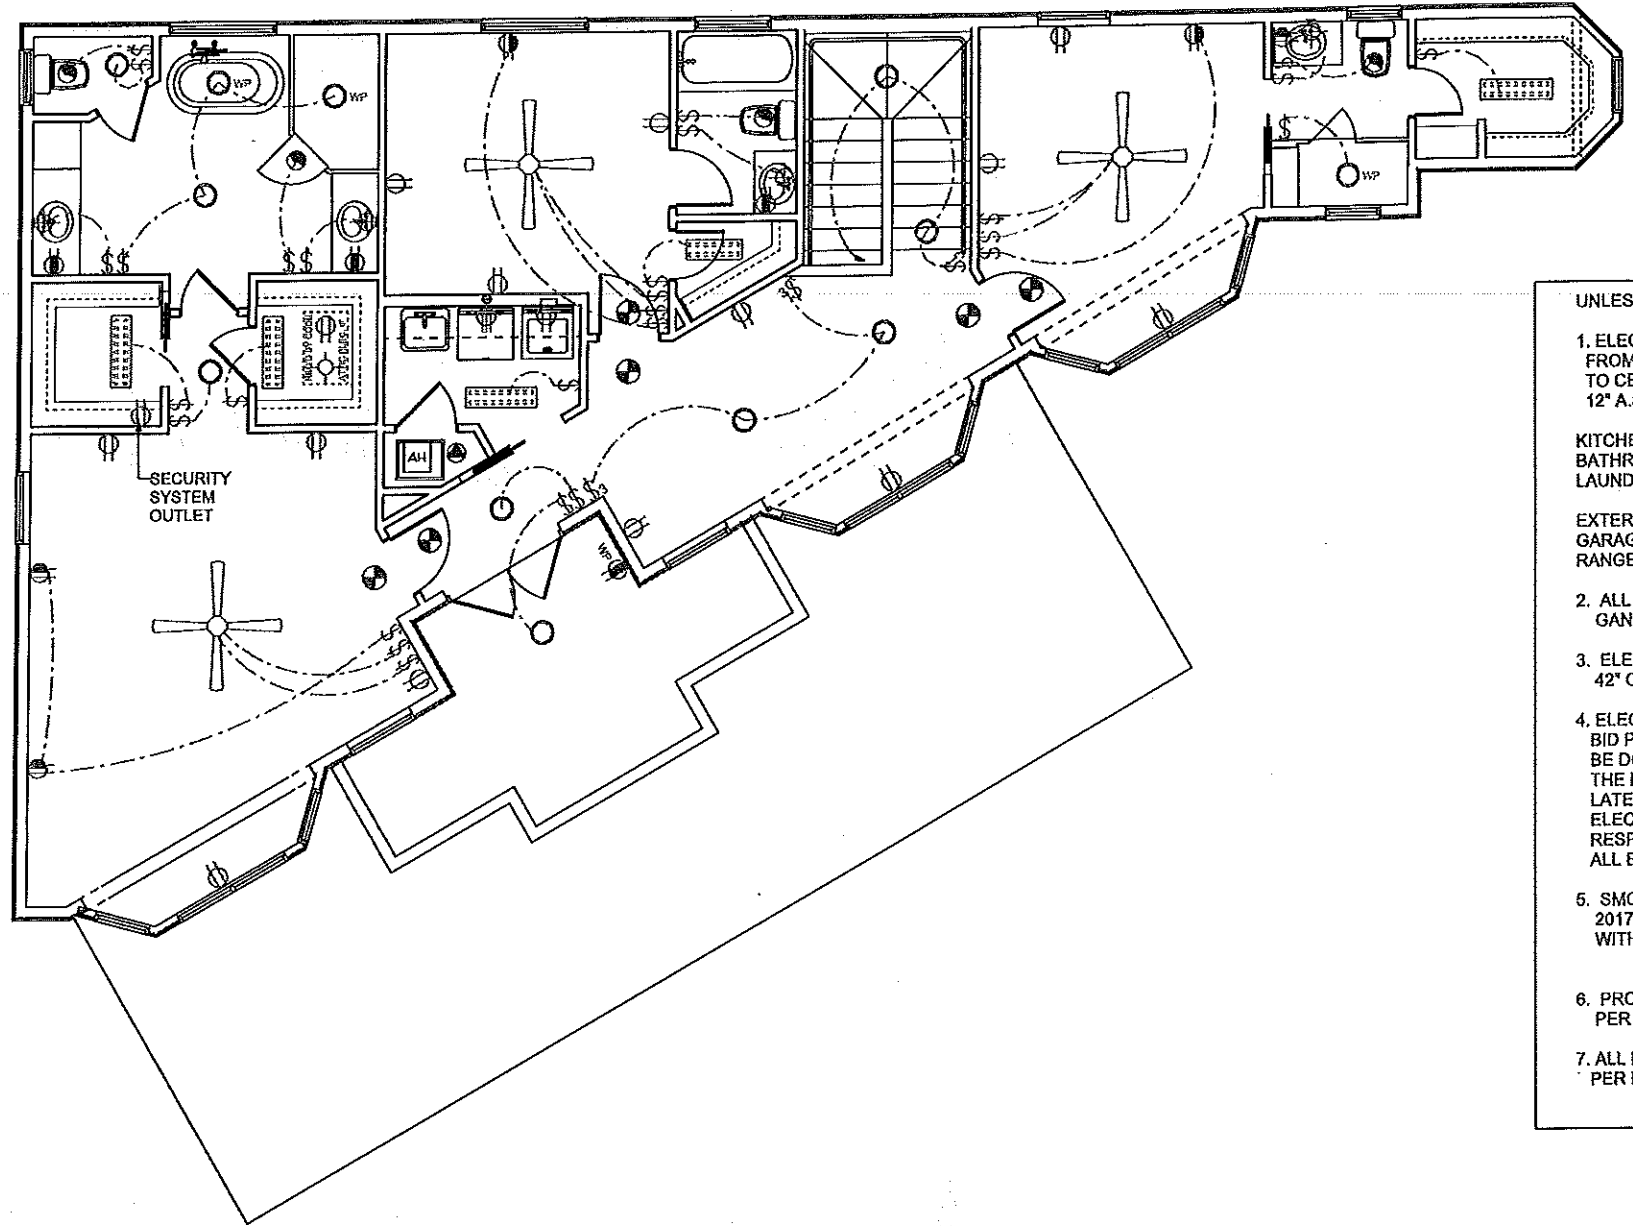 WP
WP
WP
SECURITY
SYSTEM
OUTLET
AH
WP
3
3
UNLES
1. ELEC
FROM
TO CE
12" A.
KITCHE
BATHR
LAUND
EXTER
GARAG
RANGE
2. ALL
GAN
3. ELE
42" O
4. ELEC
BID P
BE DO
THE
LATE
ELEC
RESP
ALL E
5. SMO
2017
WITH
6. PRO
PER
7. ALL
PER